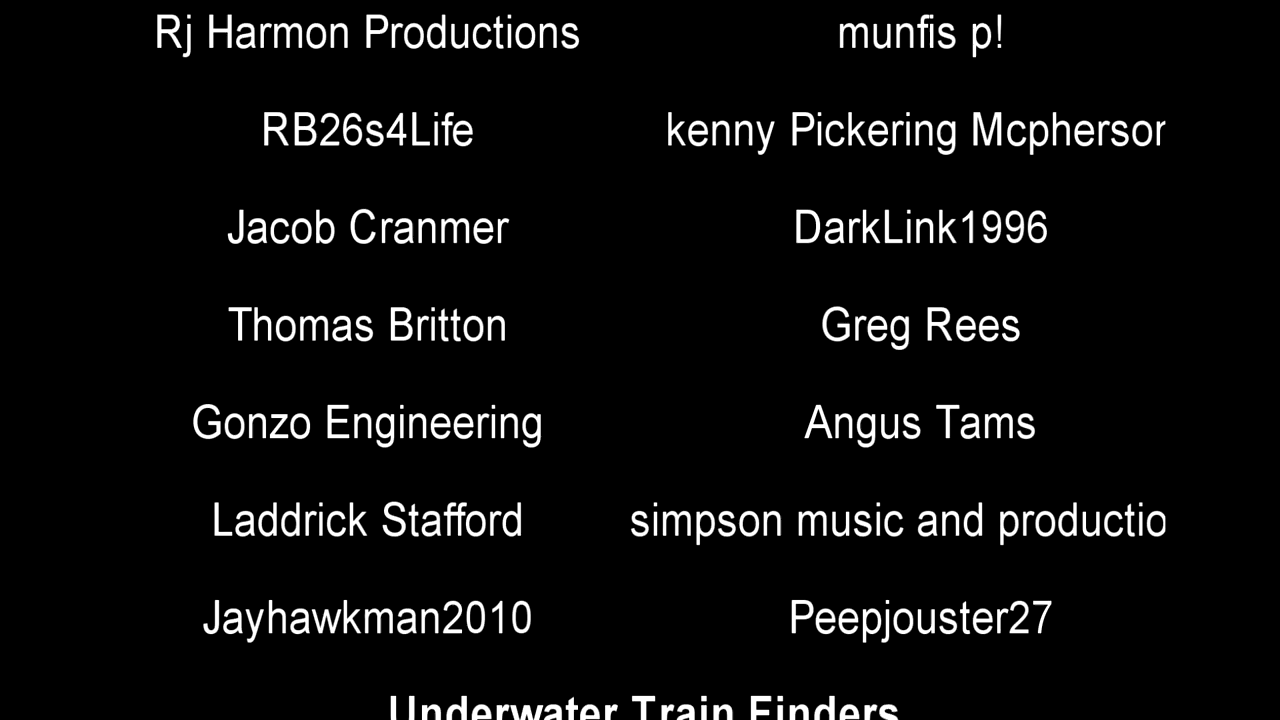 Rj Harmon Productions munfis p!
RB26s4Life kenny Pickering Mcpherson
Jacob Cranmer DarkLink1996
Thomas Britton Greg Rees
Gonzo Engineering Angus Tams
Laddrick Stafford simpson music and productio
Jayhawkman2010 Peepjouster27
Underwater Train Finders